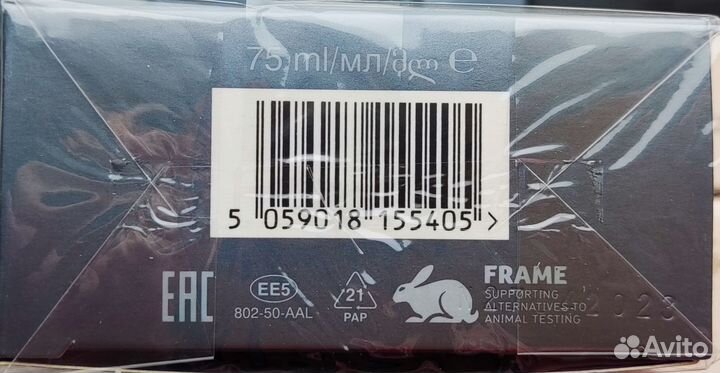 75 ml/мл/მლ ℮
5 059018 155405 >
EAC
EE5
802-50-AAL
21
PAP
FRAME
SUPPORTING
ALTERNATIVES TO
ANIMAL TESTING
2023
Avito